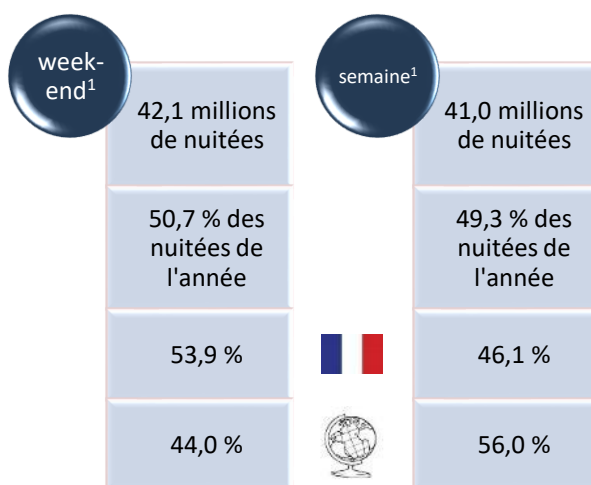 week-
end¹
semaine¹
42,1 millions
de nuitées
41,0 millions
de nuitées
50,7 % des
nuitées de
l'année
49,3 % des
nuitées de
l'année
53,9 %
46,1 %
44,0 %
56,0 %